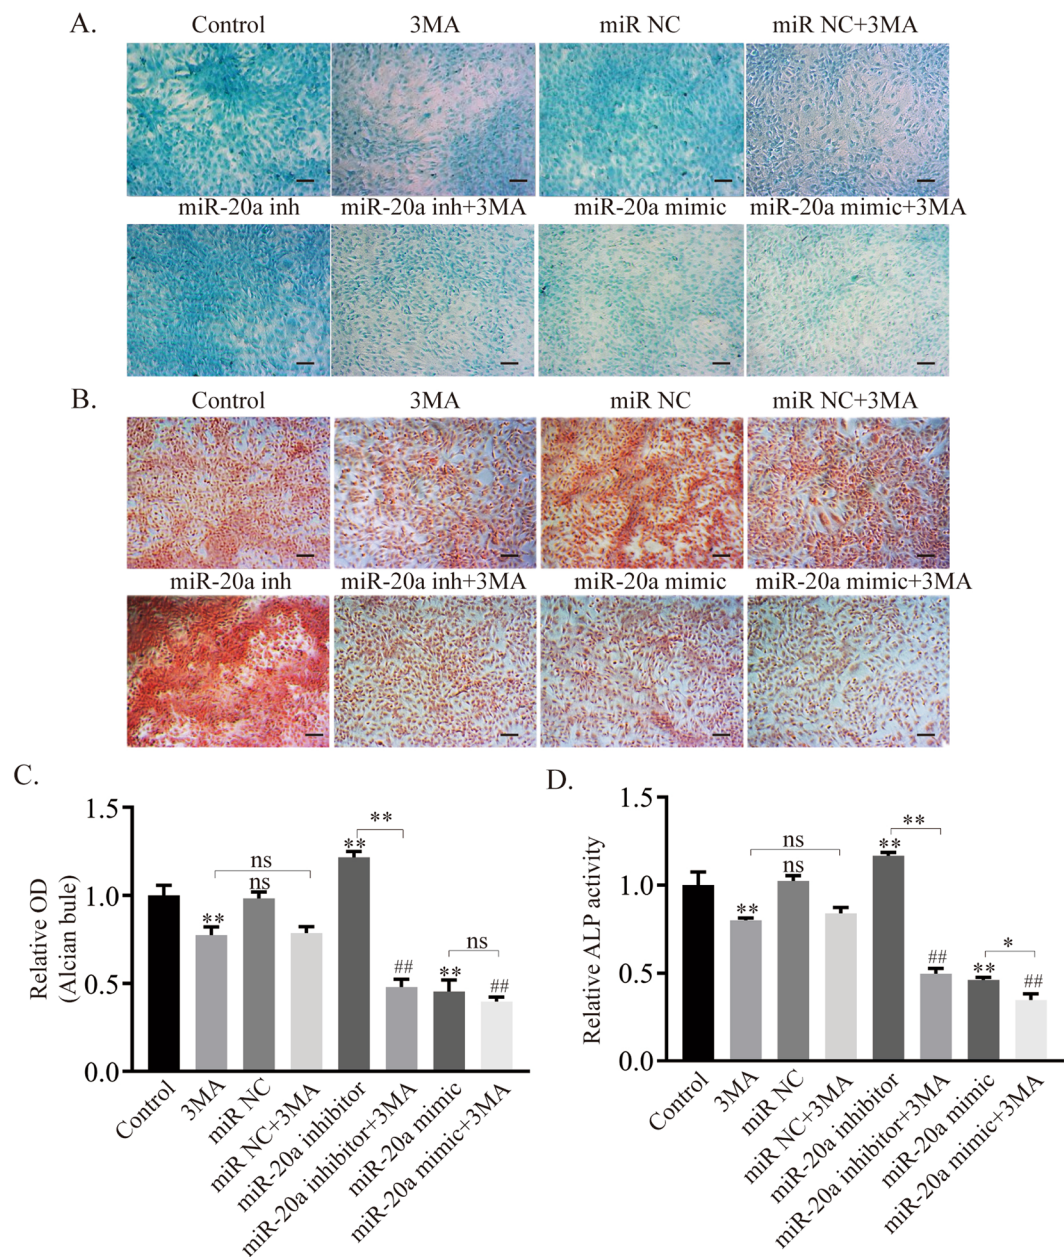 A.
Control 3MA miR NC miR NC+3MA
miR-20a inh miR-20a inh+3MA miR-20a mimic miR-20a mimic+3MA
B.
Control 3MA miR NC miR NC+3MA
miR-20a inh miR-20a inh+3MA miR-20a mimic miR-20a mimic+3MA
C.
Relative OD
(Alcian bule)
1.5
1.0
0.5
0.0
**
ns
ns
**
**
##
**
ns
##
Control
3MA
miR NC
miR NC+3MA
miR-20a inhibitor
miR-20a inhibitor+3MA
miR-20a mimic
miR-20a mimic+3MA
D.
Relative ALP activity
1.5
1.0
0.5
0.0
**
ns
ns
**
**
##
**
*
##
Control
3MA
miR NC
miR NC+3MA
miR-20a inhibitor
miR-20a inhibitor+3MA
miR-20a mimic
miR-20a mimic+3MA